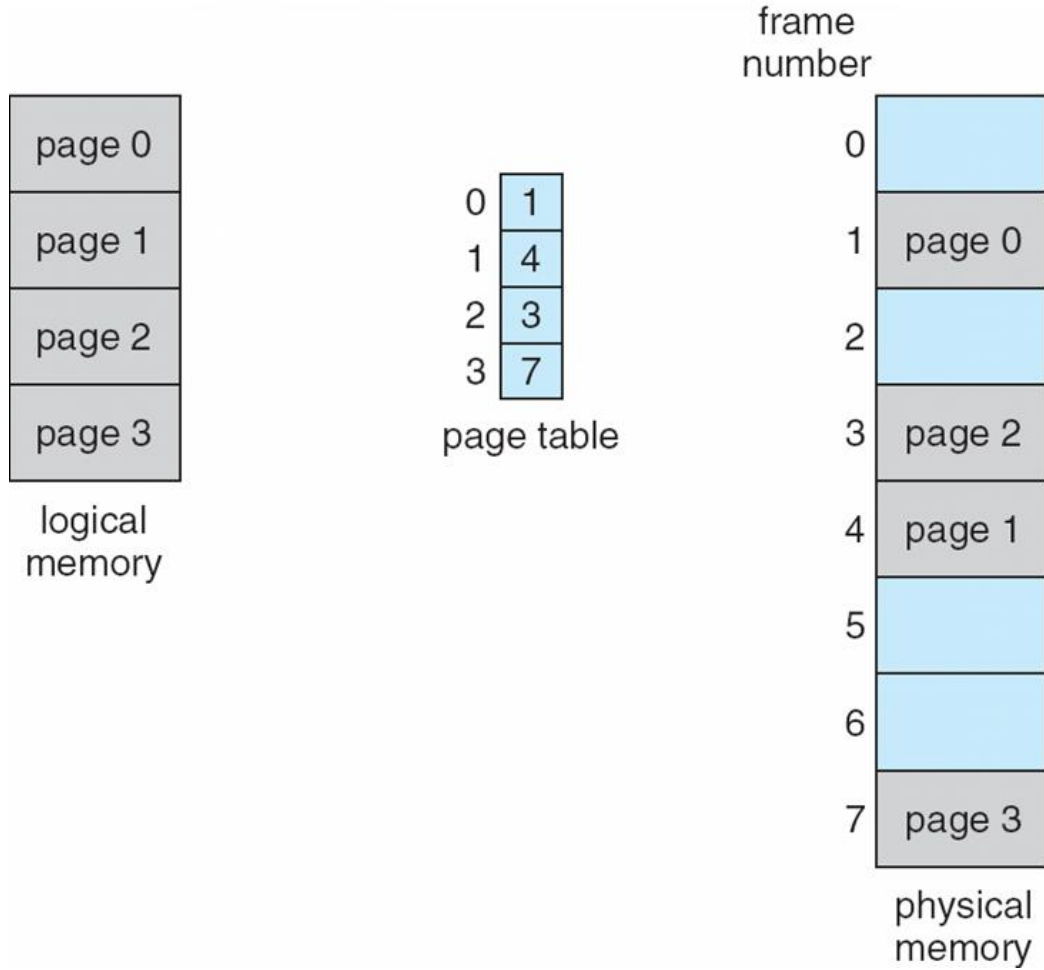 page 0
page 1
page 2
page 3
logical
memory
0 1
1 4
2 3
3 7
page table
frame
number
0
1 page 0
2
3 page 2
4 page 1
5
6
7 page 3
physical
memory